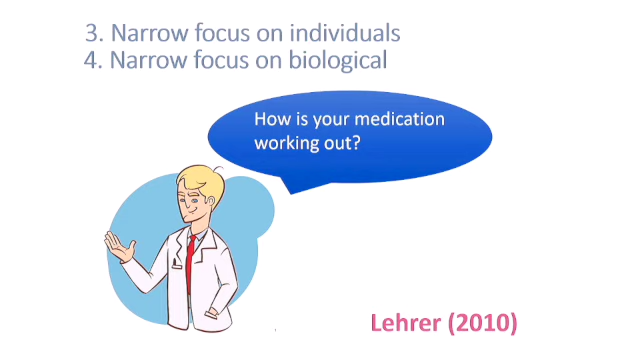 3. Narrow focus on individuals
4. Narrow focus on biological
How is your medication
working out?
Lehrer (2010)